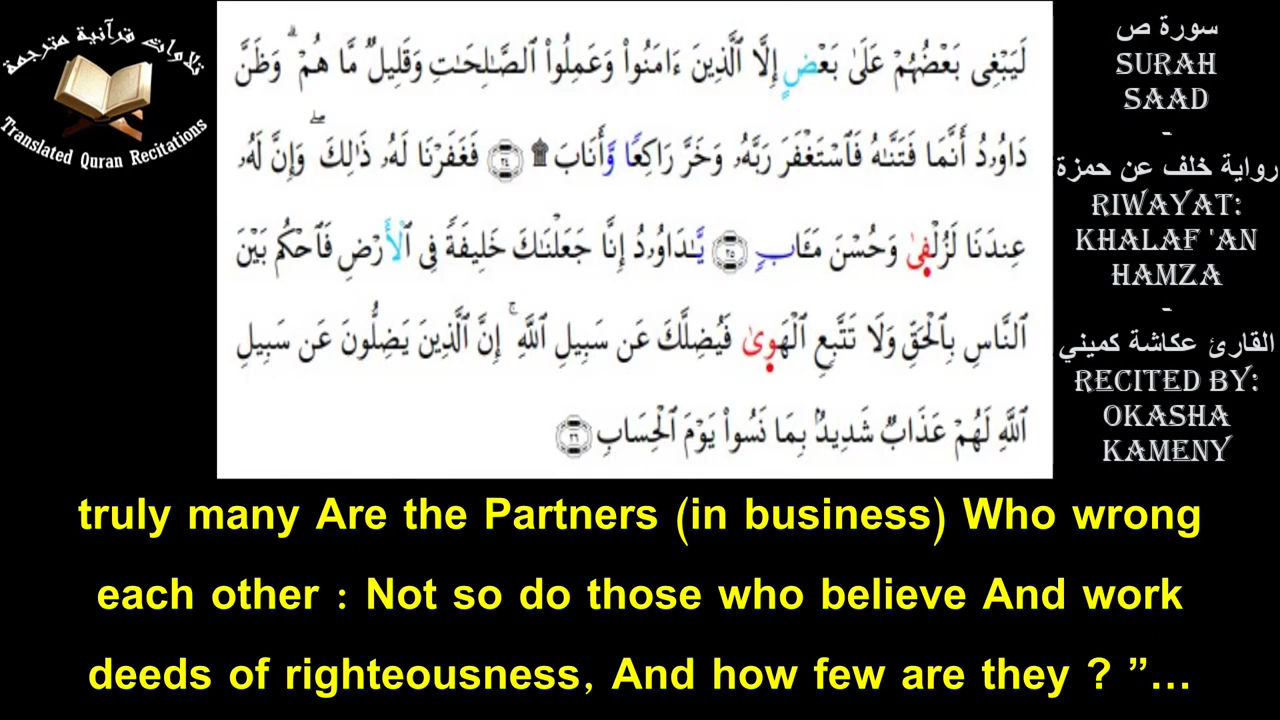 تلاوات قرآنية مترجمة
Translated Quran Recitations
لَيَبْغِى بَعْضُهُمْ عَلَىٰ بَعْضٍ إِلَّا ٱلَّذِينَ ءَامَنُوا۟ وَعَمِلُوا۟ ٱلصَّـٰلِحَـٰتِ وَقَلِيلٌ مَّا هُمْ ۗ وَظَنَّ
دَاوُۥدُ أَنَّمَا فَتَنَّـٰهُ فَٱسْتَغْفَرَ رَبَّهُۥ وَخَرَّ رَاكِعًا وَّأَنَابَ ۩ ٢٤ فَغَفَرْنَا لَهُۥ ذَٰلِكَ ۖ وَإِنَّ لَهُۥ
عِندَنَا لَزُلْفِىٰ وَحُسْنَ مَـَٔابٍ ٢٥ يَّـٰدَاوُۥدُ إِنَّا جَعَلْنَـٰكَ خَلِيفَةً فِى ٱلْأَرْضِ فَٱحْكُم بَيْنَ
ٱلنَّاسِ بِٱلْحَقِّ وَلَا تَتَّبِعِ ٱلْهَوِىٰ فَيُضِلَّكَ عَن سَبِيلِ ٱللَّهِ ۚ إِنَّ ٱلَّذِينَ يَضِلُّونَ عَن سَبِيلِ
ٱللَّهِ لَهُمْ عَذَابٌ شَدِيدٌۢ بِمَا نَسُوا۟ يَوْمَ ٱلْحِسَابِ ٢٦
سورة ص
SURAH
SAAD
-
رواية خلف عن حمزة
RIWAYAT:
KHALAF 'AN
HAMZA
-
القارئ عكاشة كميني
RECITED BY:
OKASHA
KAMENY
truly many Are the Partners (in business) Who wrong
each other : Not so do those who believe And work
deeds of righteousness, And how few are they ? ”...